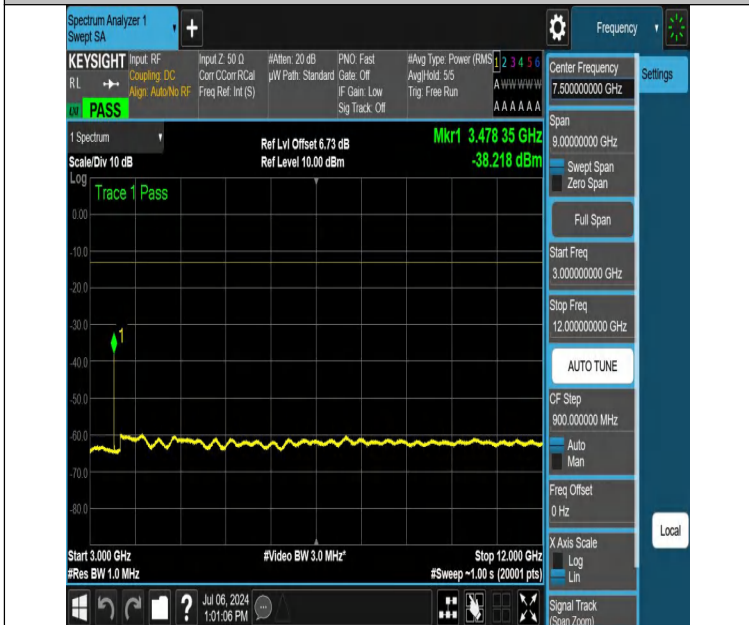 Spectrum Analyzer 1
Swept SA
Frequency
KEYSIGHT
RL
PASS
Input: RF
Coupling: DC
Align: Auto/No RF
Input Z: 50 Ω
Corr CCorr RCal
Freq Ref: Int (S)
#Atten: 20 dB
µW Path: Standard
PNO: Fast
Gate: Off
IF Gain: Low
Sig Track: Off
#Avg Type: Power (RMS
Avg|Hold: 5/5
Trig: Free Run
1 2 3 4 5 6
A W W W W W
A A A A A A
1 Spectrum
Scale/Div 10 dB
Ref Lvl Offset 6.73 dB
Ref Level 10.00 dBm
Mkr1 3.478 35 GHz
-38.218 dBm
Log
Trace 1 Pass
0.00
-10.0
-20.0
-30.0
1
-40.0
-50.0
-60.0
-70.0
-80.0
Start 3.000 GHz
#Res BW 1.0 MHz
#Video BW 3.0 MHz*
Stop 12.000 GHz
#Sweep ~1.00 s (20001 pts)
?
Jul 06, 2024
1:01:06 PM
Center Frequency
7.500000000 GHz
Settings
Span
9.00000000 GHz
Swept Span
Zero Span
Full Span
Start Freq
3.000000000 GHz
Stop Freq
12.000000000 GHz
AUTO TUNE
CF Step
900.000000 MHz
Auto
Man
Freq Offset
0 Hz
X Axis Scale
Log
Lin
Local
Signal Track
(Span Zoom)